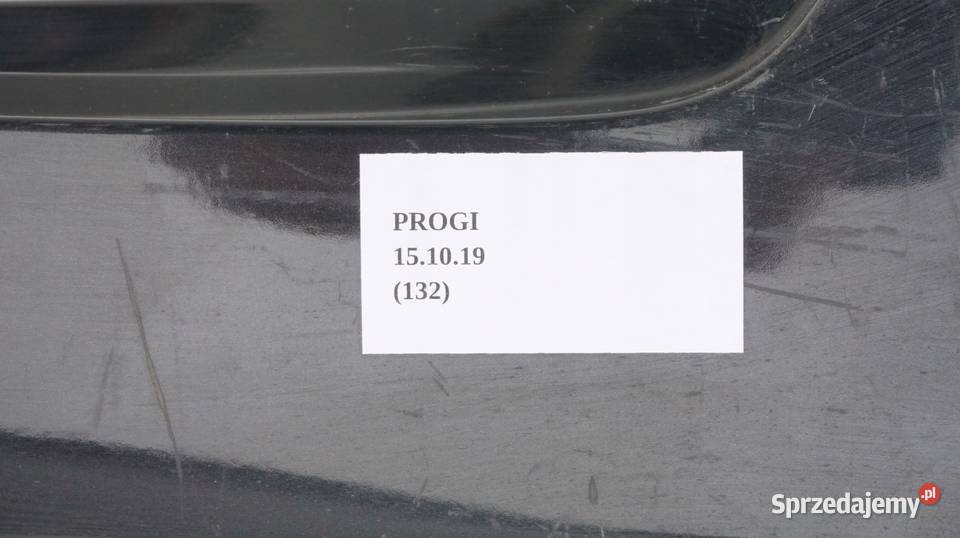 PROGI
15.10.19
(132)
Sprzedajemy.pl